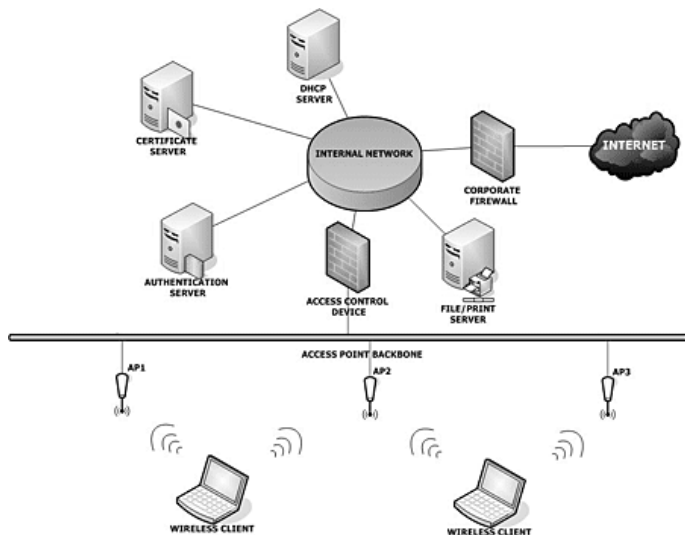 DHCP
SERVER
CERTIFICATE
SERVER
INTERNAL NETWORK
INTERNET
CORPORATE
FIREWALL
AUTHENTICATION
SERVER
ACCESS CONTROL
DEVICE
FILE/PRINT
SERVER
ACCESS POINT BACKBONE
AP1
AP2
AP3
WIRELESS CLIENT
WIRELESS CLIENT